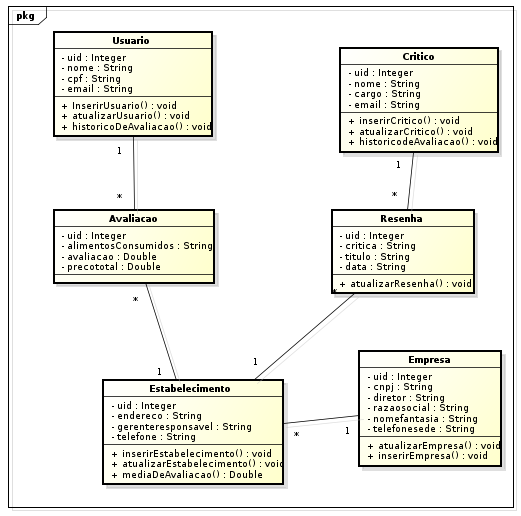 pkg
Usuario
- uid : Integer
- nome : String
- cpf : String
- email : String
+ InserirUsuario() : void
+ atualizarUsuario() : void
+ historicoDeAvaliacao() : void
Critico
- uid : Integer
- nome : String
- cargo : String
- email : String
+ inserirCritico() : void
+ atualizarCritico() : void
+ historicodeAvaliacao() : void
1
*
1
*
Avaliacao
- uid : Integer
- alimentosConsumidos : String
- avaliacao : Double
- precototal : Double
Resenha
- uid : Integer
- critica : String
- titulo : String
- data : String
+ atualizarResenha() : void
*
1
*
1
Estabelecimento
- uid : Integer
- endereco : String
- gerenteresponsavel : String
- telefone : String
+ inserirEstabelecimento() : void
+ atualizarEstabelecimento() : void
+ mediaDeAvaliacao() : Double
Empresa
- uid : Integer
- cnpj : String
- diretor : String
- razaosocial : String
- nomefantasia : String
- telefonesede : String
+ atualizarEmpresa() : void
+ inserirEmpresa() : void
*
1